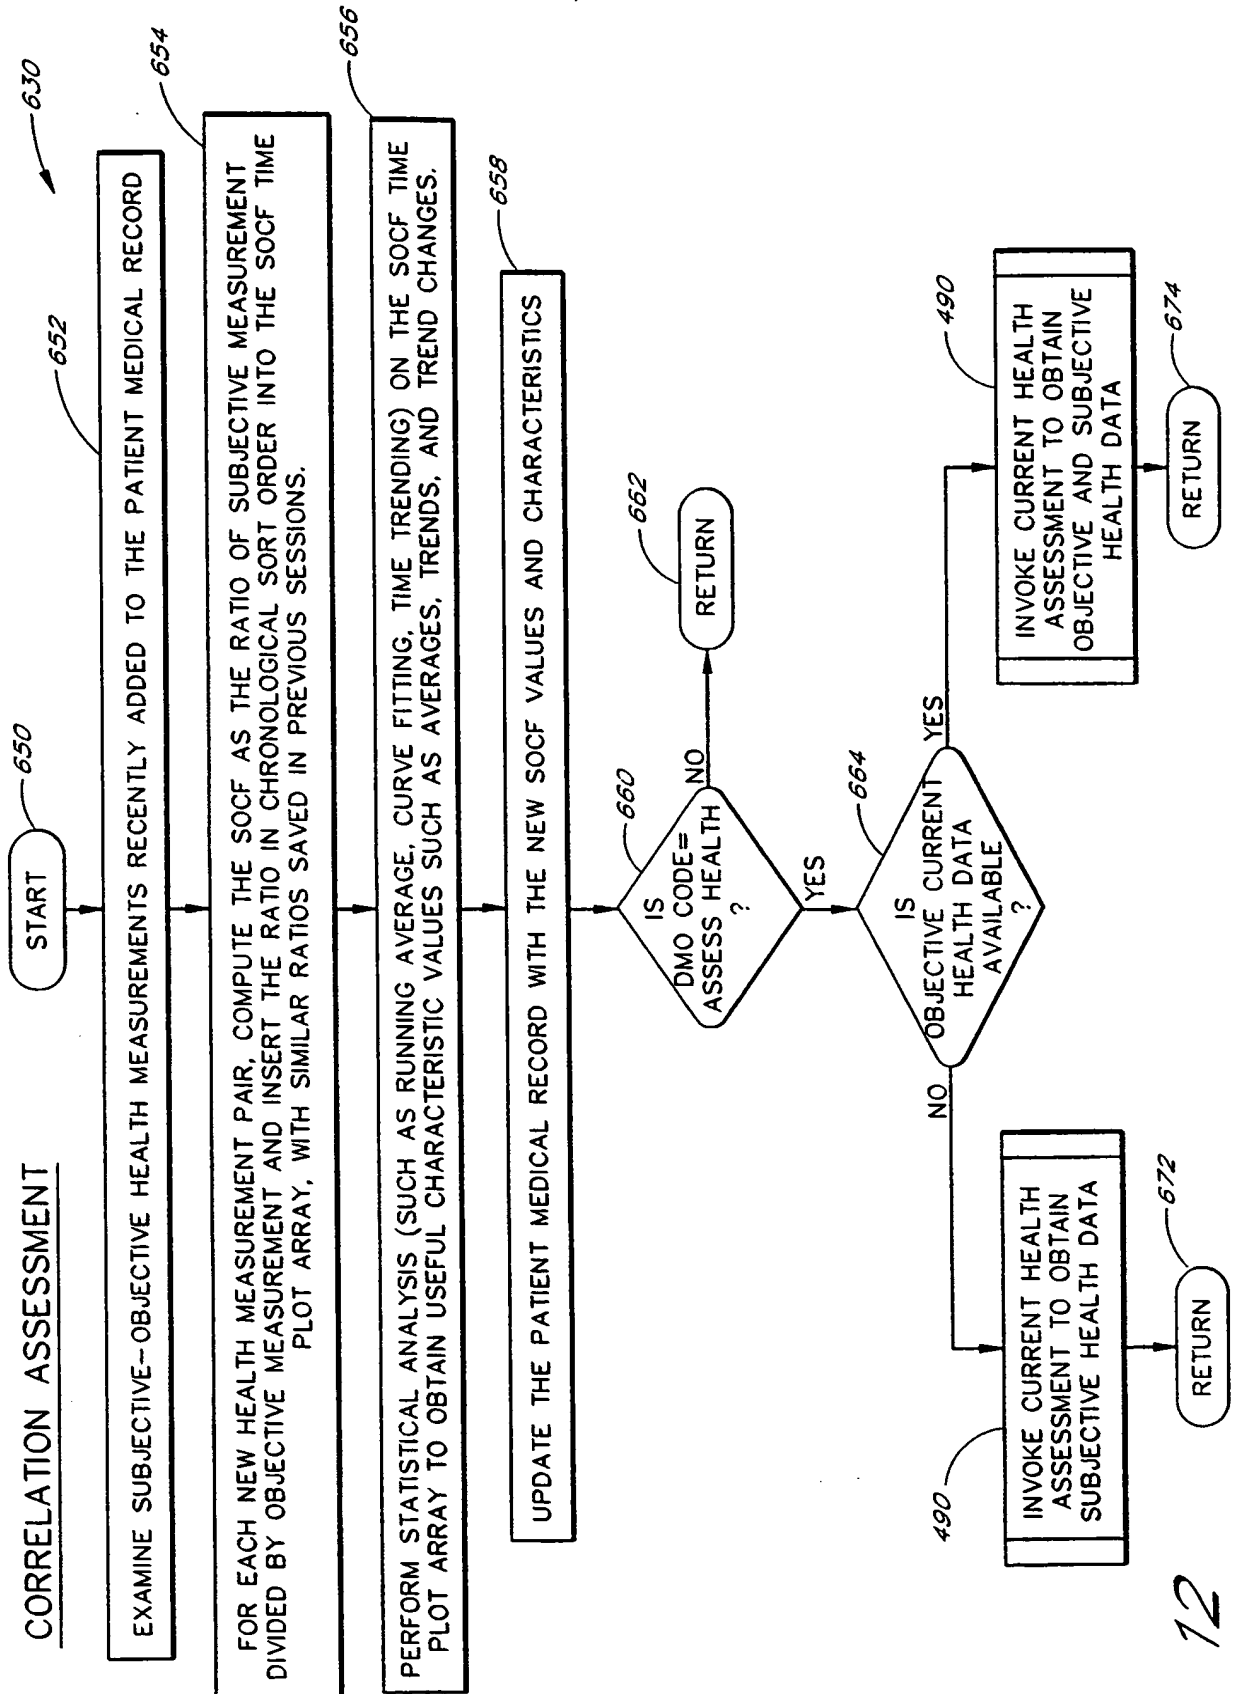 CORRELATION ASSESSMENT
630
START
650
652
EXAMINE SUBJECTIVE-OBJECTIVE HEALTH MEASUREMENTS RECENTLY ADDED TO THE PATIENT MEDICAL RECORD
654
FOR EACH NEW HEALTH MEASUREMENT PAIR, COMPUTE THE SOCF AS THE RATIO OF SUBJECTIVE MEASUREMENT
DIVIDED BY OBJECTIVE MEASUREMENT AND INSERT THE RATIO IN CHRONOLOGICAL SORT ORDER INTO THE SOCF TIME
PLOT ARRAY, WITH SIMILAR RATIOS SAVED IN PREVIOUS SESSIONS.
656
PERFORM STATISTICAL ANALYSIS (SUCH AS RUNNING AVERAGE, CURVE FITTING, TIME TRENDING) ON THE SOCF TIME
PLOT ARRAY TO OBTAIN USEFUL CHARACTERISTIC VALUES SUCH AS AVERAGES, TRENDS, AND TREND CHANGES.
658
UPDATE THE PATIENT MEDICAL RECORD WITH THE NEW SOCF VALUES AND CHARACTERISTICS
660
IS
DMO CODE=
ASSESS HEALTH
?
NO
RETURN
662
YES
664
IS
OBJECTIVE CURRENT
HEALTH DATA
AVAILABLE
?
NO
YES
490
INVOKE CURRENT HEALTH
ASSESSMENT TO OBTAIN
SUBJECTIVE HEALTH DATA
672
RETURN
490
INVOKE CURRENT HEALTH
ASSESSMENT TO OBTAIN
OBJECTIVE AND SUBJECTIVE
HEALTH DATA
674
RETURN
12